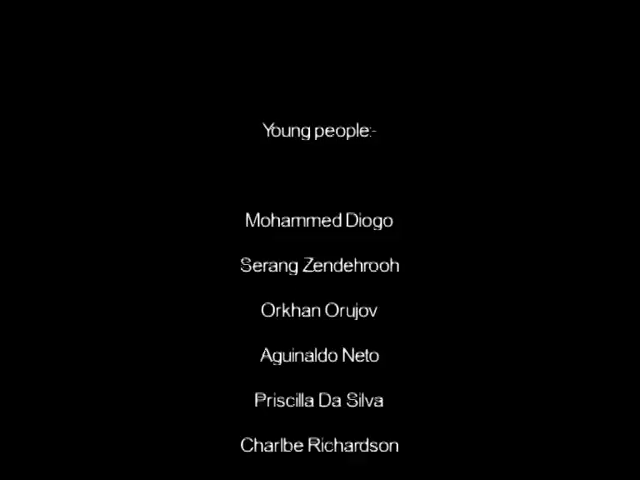 Young people:-
Mohammed Diogo
Serang Zendehrooh
Orkhan Orujov
Aguinaldo Neto
Priscilla Da Silva
Charlbe Richardson